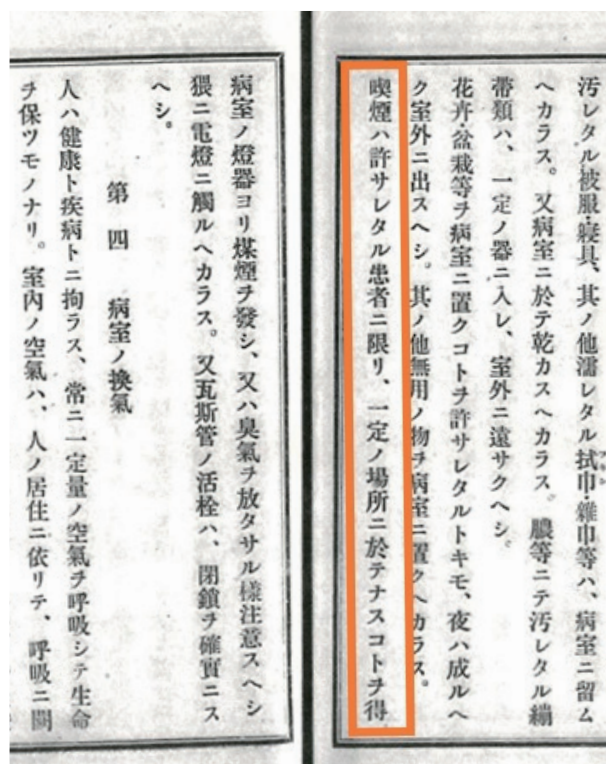 汚レタル被服·寢具、其ノ他濡レタル拭巾·雜巾等ハ、病室ニ留ム
ヘカラス。又病室ニ於テ乾カスヘカラス。膿等ニテ汚レタル繃
帶類ハ、一定ノ器ニ入レ、室外ニ遠サクヘシ。
花卉·盆栽等ヲ病室ニ置クコトヲ許サレタルトキモ、夜ハ成ルヘ
ク室外ニ出スヘシ。其ノ他無用ノ物ヲ病室ニ置クヘカラス。
喫煙ハ許サレタル患者ニ限リ、一定ノ場所ニ於テナスコトヲ得
病室ノ燈器ヨリ煤煙ヲ發シ、又ハ臭氣ヲ放タサル樣注意スヘシ
猥ニ電燈ニ觸ルヘカラス。又瓦斯管ノ活栓ハ、閉鎖ヲ確實ニス
ヘシ。
第四 病室ノ換氣
人ハ健康ト疾病トニ拘ラス、常ニ一定量ノ空氣ヲ呼吸シテ生命
ヲ保ツモノナリ。室內ノ空氣ハ、人ノ居住ニ依リテ、呼吸ニ關